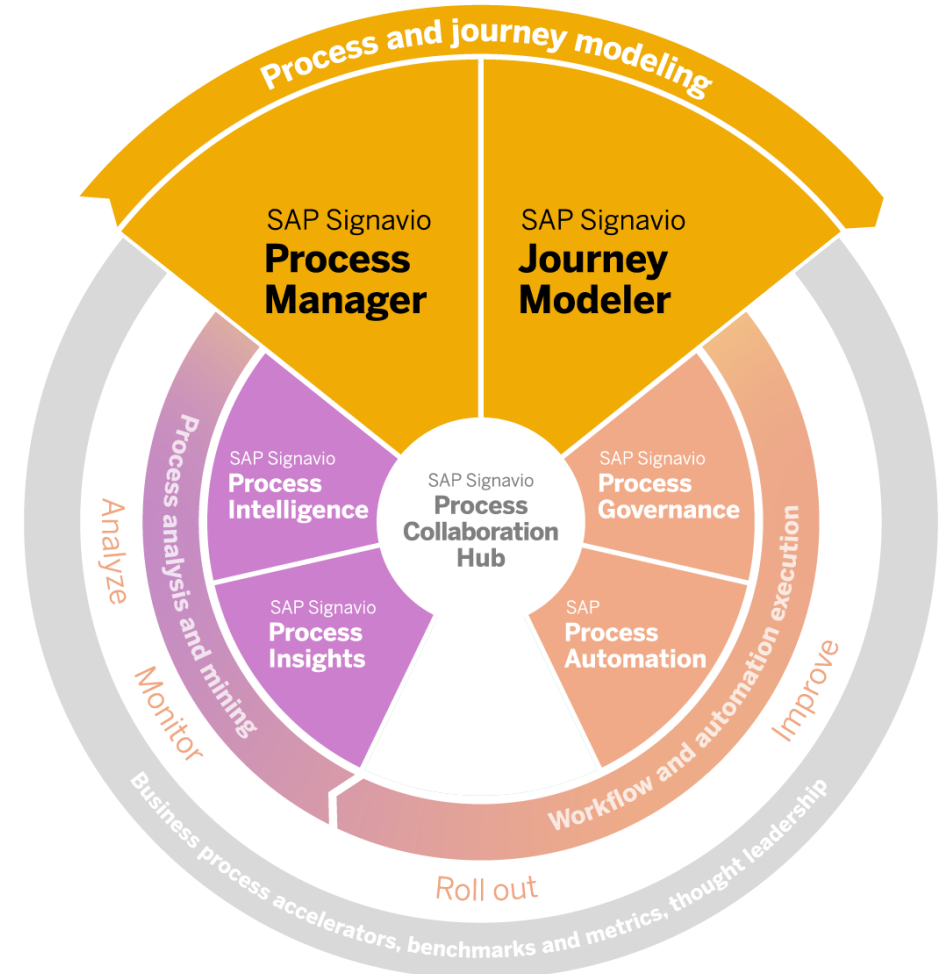 Process and journey modeling
SAP Signavio
Process
Manager
SAP Signavio
Journey
Modeler
SAP Signavio
Process
Intelligence
SAP Signavio
Process
Insights
SAP Signavio
Process
Collaboration
Hub
SAP Signavio
Process
Governance
SAP
Process
Automation
Process analysis and mining
Workflow and automation execution
Analyze
Monitor
Roll out
Improve
Business process accelerators, benchmarks and metrics, thought leadership